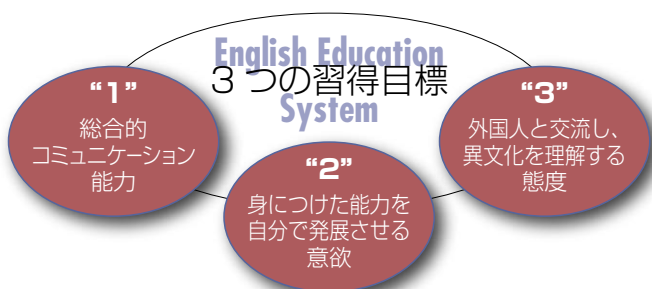 English Education
3つの習得目標
System
“1”
総合的
コミュニケーション
能力
“2”
身につけた能力を
自分で発展させる
意欲
“3”
外国人と交流し、
異文化を理解する
態度